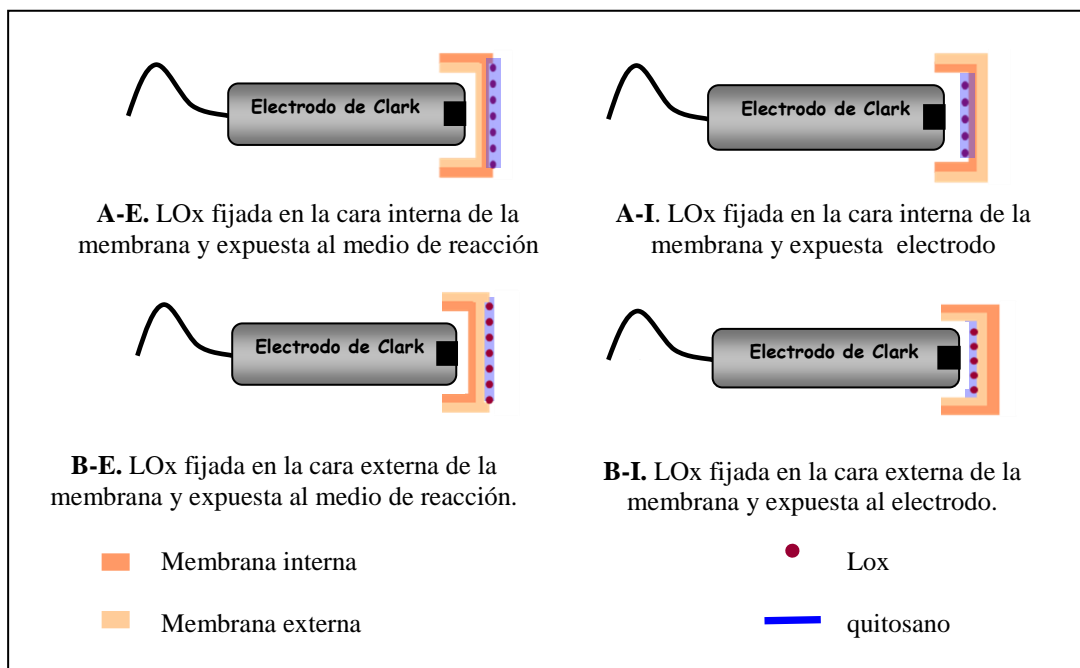 Electrodo de Clark
Electrodo de Clark
A-E. LOx fijada en la cara interna de la
membrana y expuesta al medio de reacción
A-I. LOx fijada en la cara interna de la
membrana y expuesta electrodo
Electrodo de Clark
Electrodo de Clark
B-E. LOx fijada en la cara externa de la
membrana y expuesta al medio de reacción.
B-I. LOx fijada en la cara externa de la
membrana y expuesta al electrodo.
Membrana interna
Lox
Membrana externa
quitosano